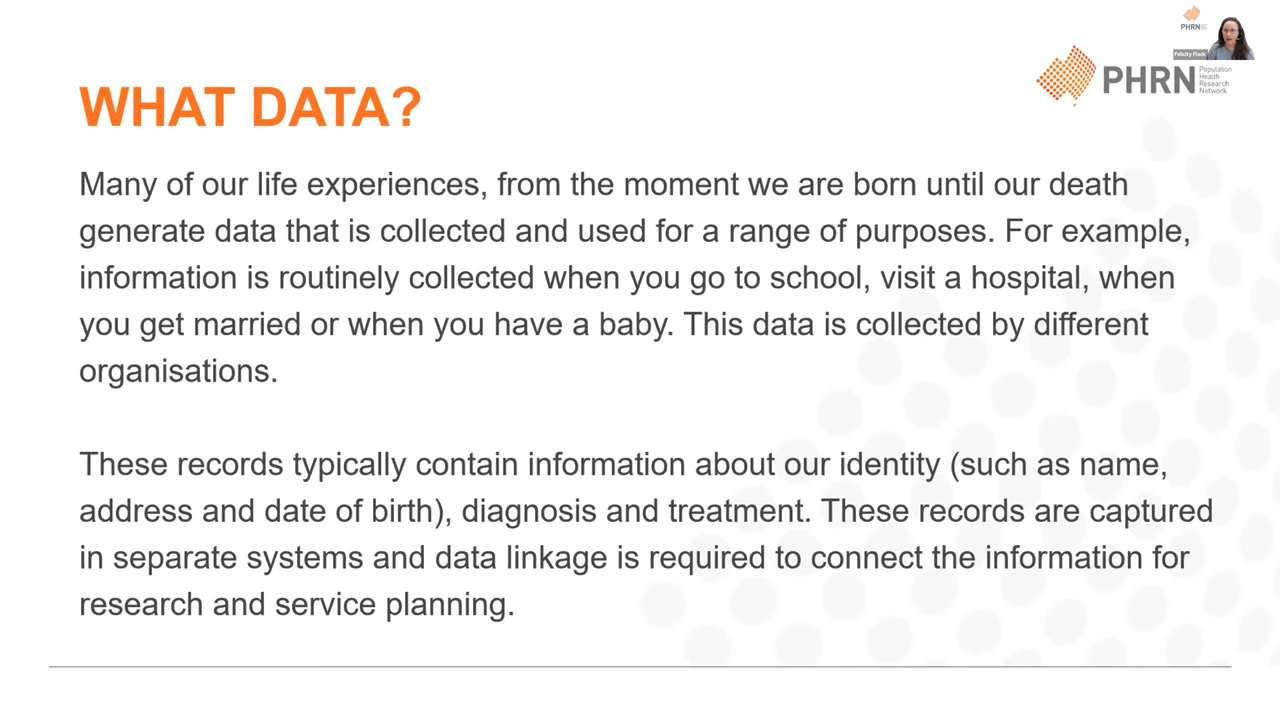 PHRN
Felicity Flack
PHRN
Population
Health
Research
Network
WHAT DATA?
Many of our life experiences, from the moment we are born until our death
generate data that is collected and used for a range of purposes. For example,
information is routinely collected when you go to school, visit a hospital, when
you get married or when you have a baby. This data is collected by different
organisations.
These records typically contain information about our identity (such as name,
address and date of birth), diagnosis and treatment. These records are captured
in separate systems and data linkage is required to connect the information for
research and service planning.